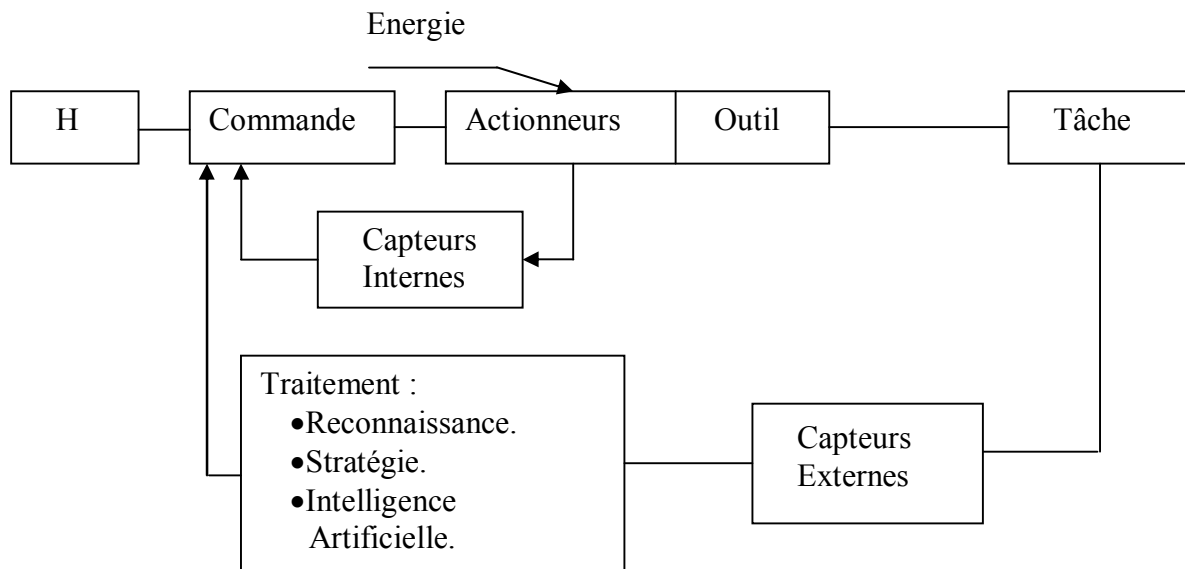 Energie
H
Commande
Actionneurs
Outil
Tâche
Capteurs
Internes
Traitement :
•Reconnaissance.
•Stratégie.
•Intelligence
Artificielle.
Capteurs
Externes